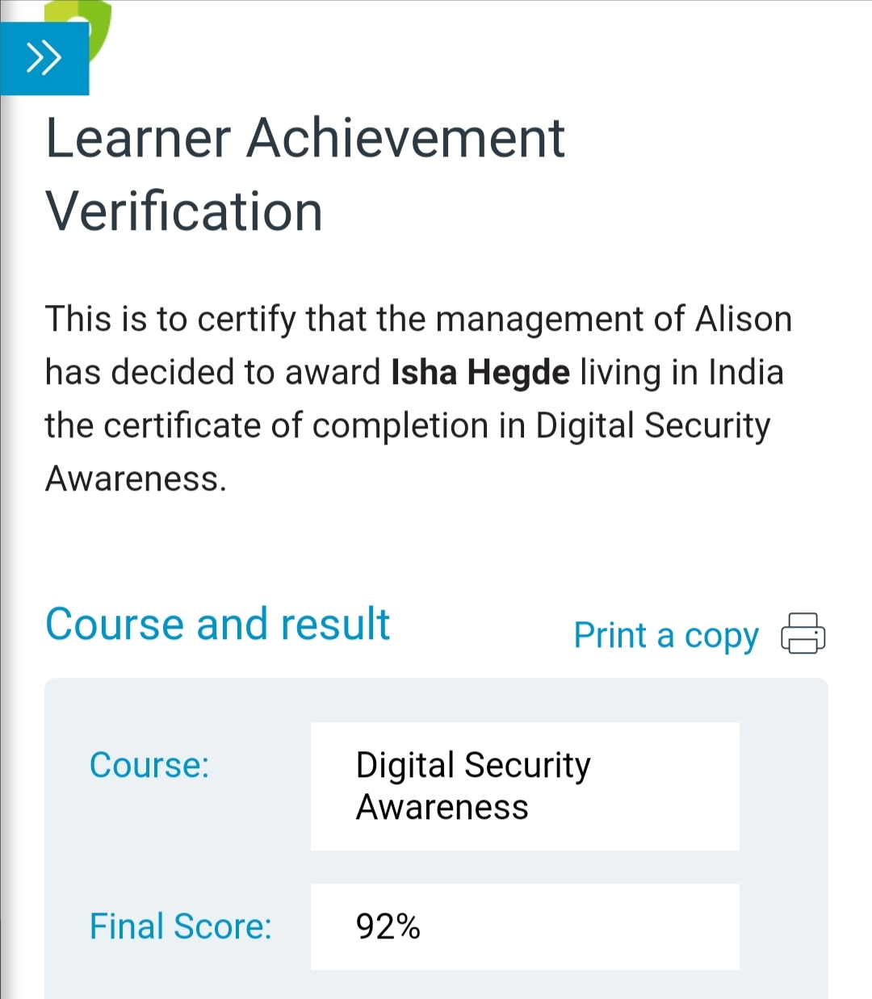 Learner Achievement
Verification
This is to certify that the management of Alison
has decided to award Isha Hegde living in India
the certificate of completion in Digital Security
Awareness.
Course and result
Print a copy
Course:
Digital Security
Awareness
Final Score:
92%